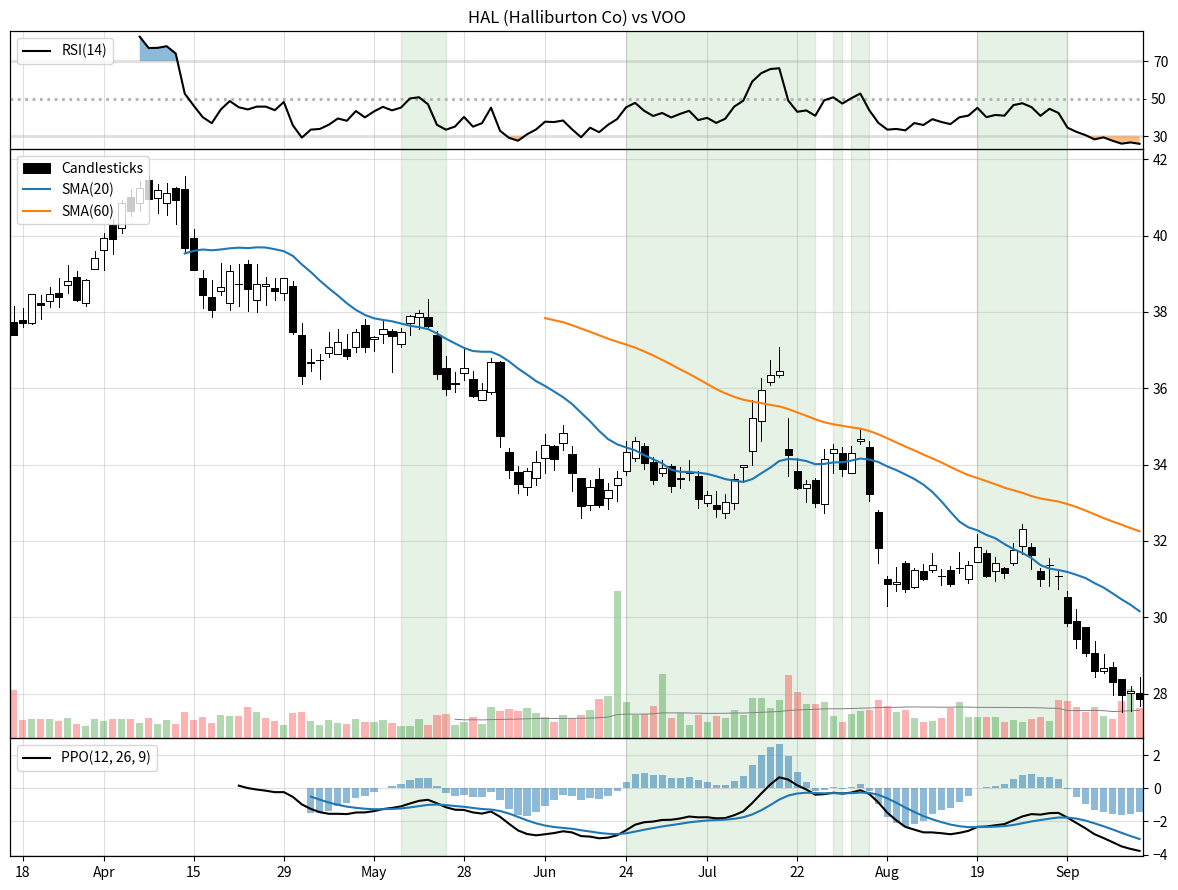 HAL (Halliburton Co) vs VOO
RSI(14)
70
50
30
Candlesticks
SMA(20)
SMA(60)
42
40
38
36
34
32
30
28
PPO(12, 26, 9)
2
0
−2
−4
18 Apr 15 29 May 28 Jun 24 Jul 22 Aug 19 Sep